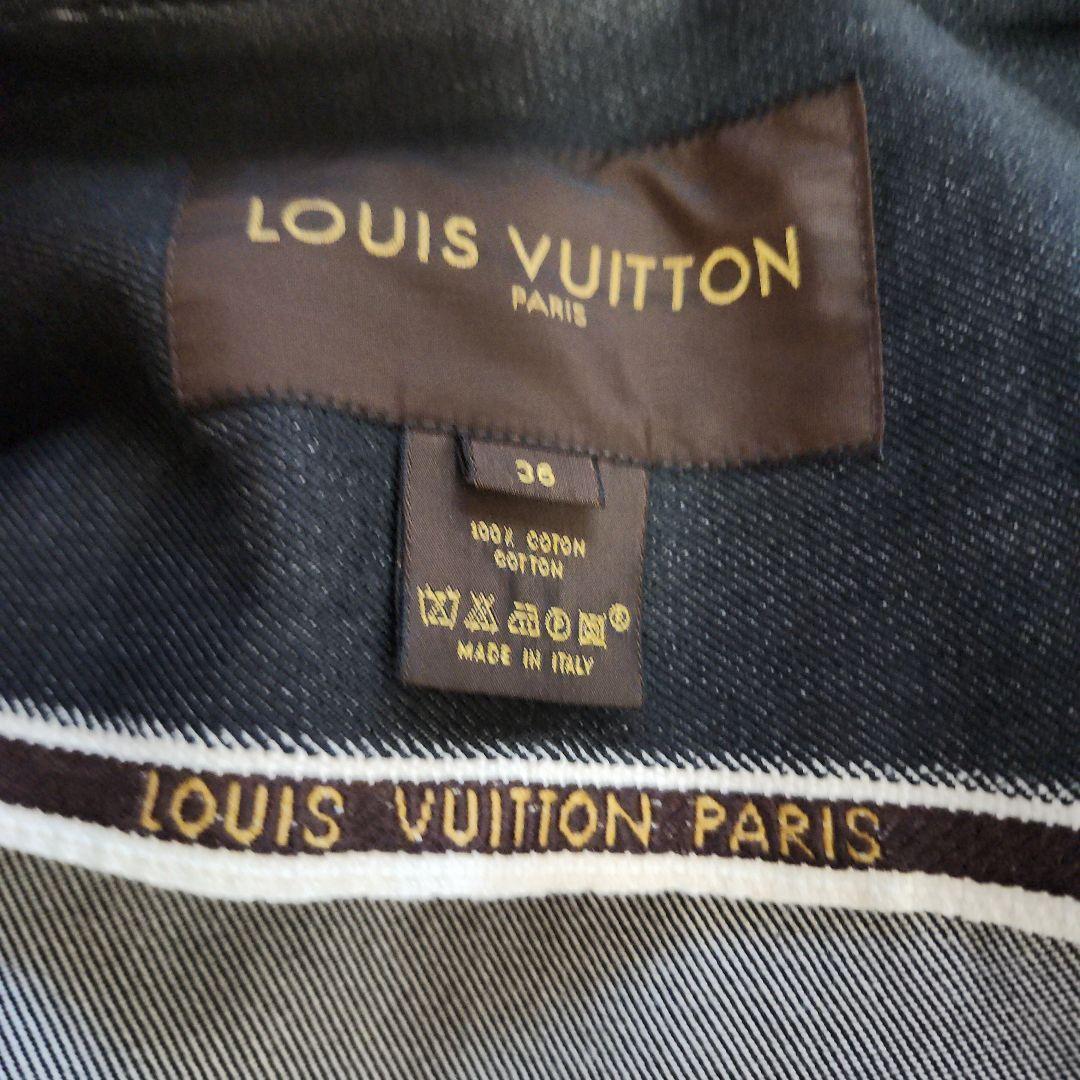 LOUIS VUITTON
PARIS
36
100% COTON
COTTON
MADE IN ITALY
LOUIS VUITTON PARIS